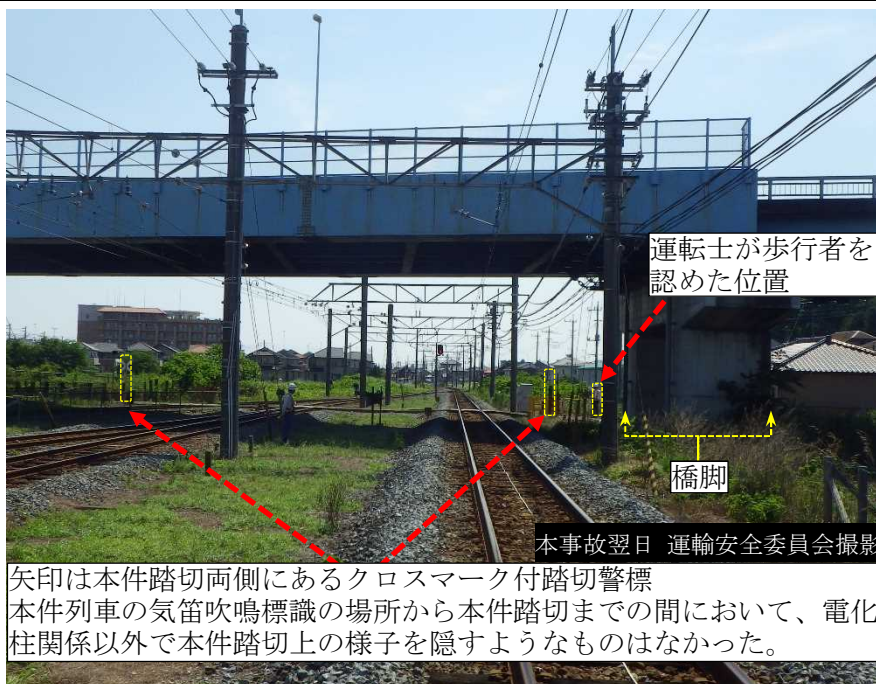 運転士が歩行者を
認めた位置
橋脚
本事故翌日 運輸安全委員会撮影
矢印は本件踏切両側にあるクロスマーク付踏切警標
本件列車の気笛吹鳴標識の場所から本件踏切までの間において、電化
柱関係以外で本件踏切上の様子を隠すようなものはなかった。